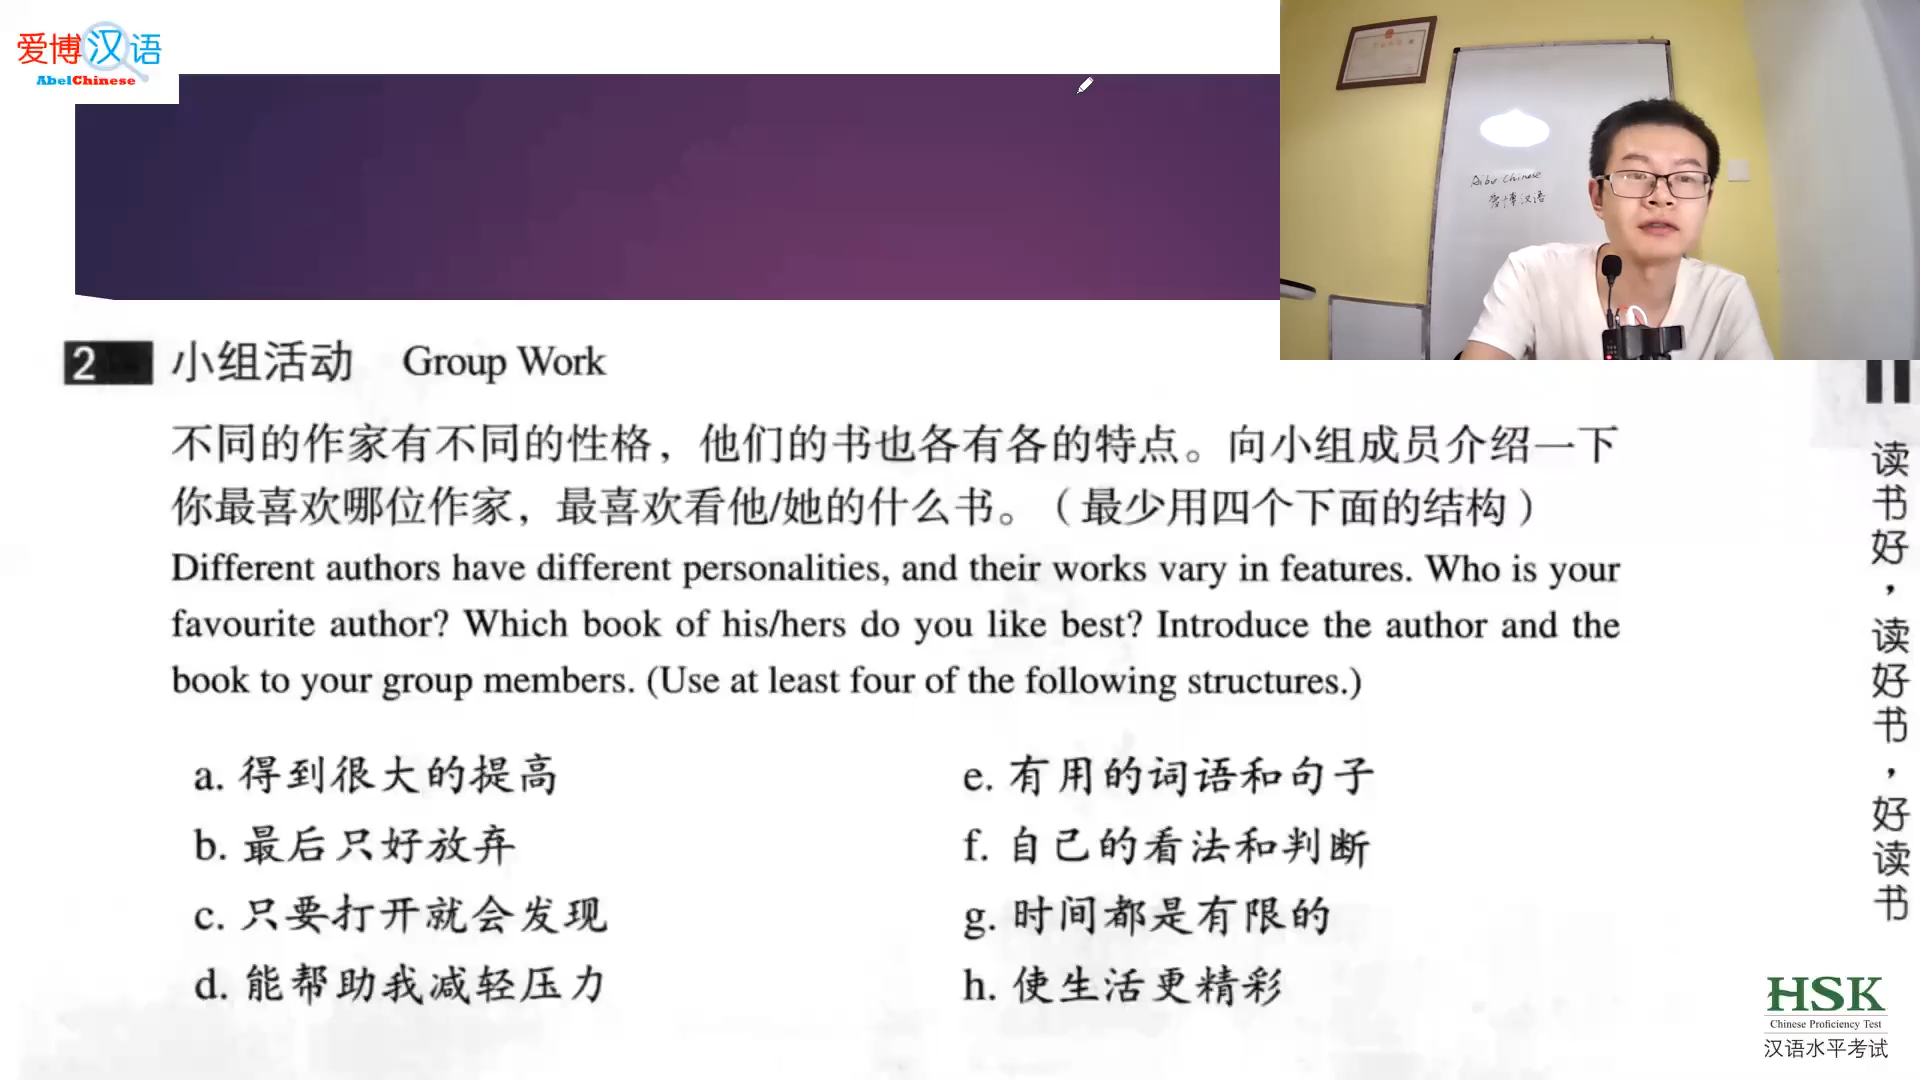 爱博汉语
AbelChinese
Aibo Chinese
爱博汉语
2 小组活动 Group Work
不同的作家有不同的性格，他们的书也各有各的特点。向小组成员介绍一下
你最喜欢哪位作家，最喜欢看他/她的什么书。（最少用四个下面的结构）
Different authors have different personalities, and their works vary in features. Who is your
favourite author? Which book of his/hers do you like best? Introduce the author and the
book to your group members. (Use at least four of the following structures.)
a. 得到很大的提高
b. 最后只好放弃
c. 只要打开就会发现
d. 能帮助我减轻压力
e. 有用的词语和句子
f. 自己的看法和判断
g. 时间都是有限的
h. 使生活更精彩
读书好，读好书，好读书
HSK
Chinese Proficiency Test
汉语水平考试